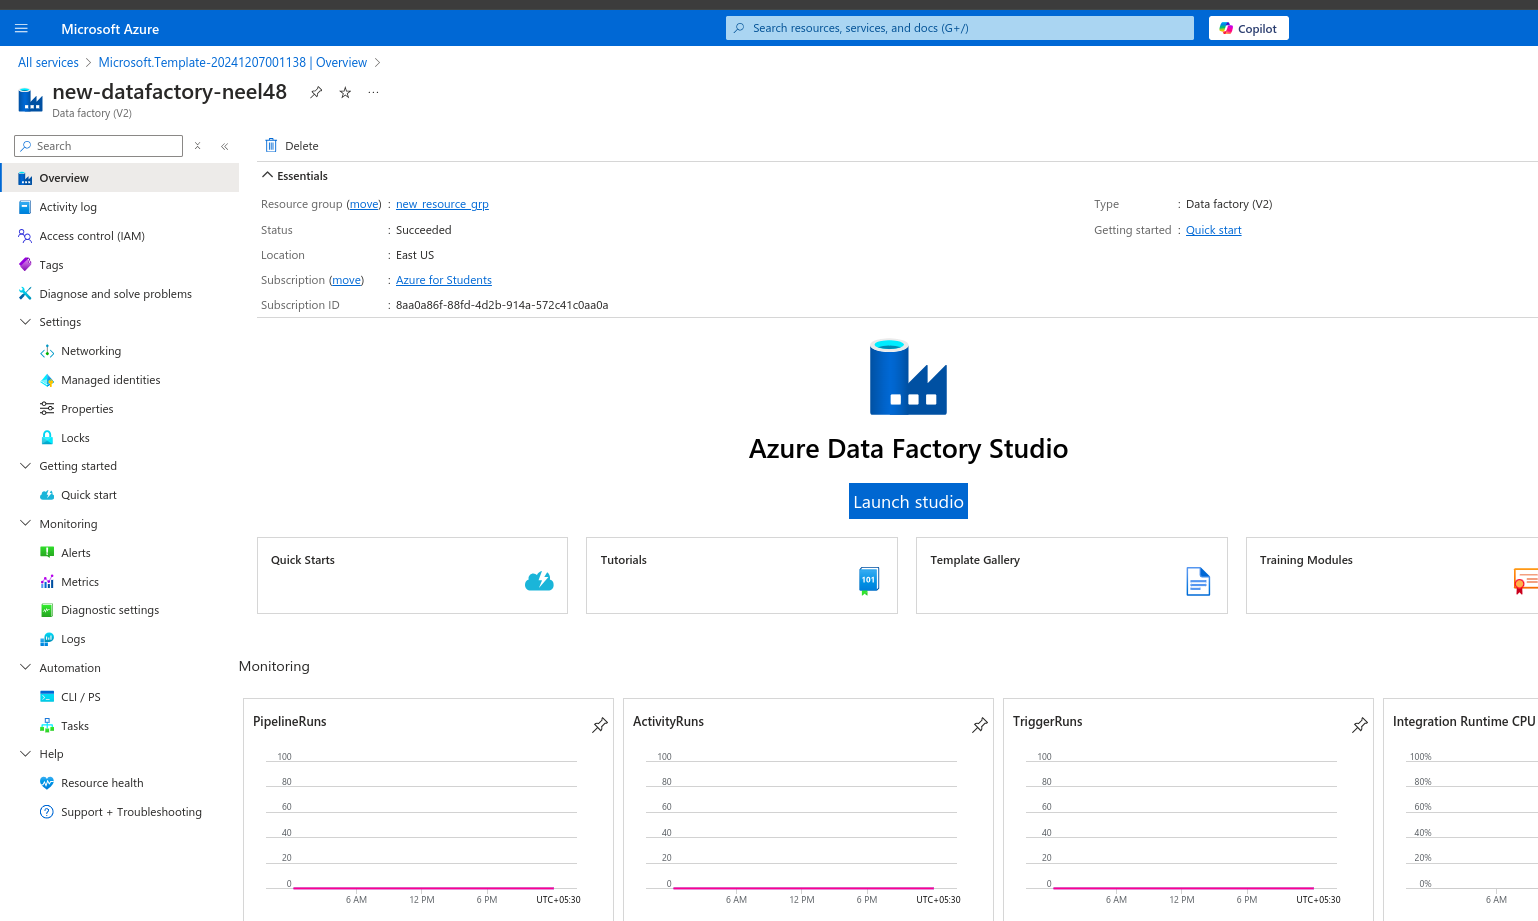 Microsoft Azure
Search resources, services, and docs (G+/)
Copilot
All services > Microsoft.Template-20241207001138 | Overview >
new-datafactory-neel48
Data factory (V2)
Search
Delete
Overview
Activity log
Access control (IAM)
Tags
Diagnose and solve problems
Settings
Networking
Managed identities
Properties
Locks
Getting started
Quick start
Monitoring
Alerts
Metrics
Diagnostic settings
Logs
Automation
CLI / PS
Tasks
Help
Resource health
Support + Troubleshooting
Essentials
Resource group (move) : new_resource_grp
Status : Succeeded
Location : East US
Subscription (move) : Azure for Students
Subscription ID : 8aa0a86f-88fd-4d2b-914a-572c41c0aa0a
Type : Data factory (V2)
Getting started : Quick start
Azure Data Factory Studio
Launch studio
Quick Starts
Tutorials
101
Template Gallery
Training Modules
Monitoring
PipelineRuns
100
80
60
40
20
0
6 AM 12 PM 6 PM UTC+05:30
ActivityRuns
100
80
60
40
20
0
6 AM 12 PM 6 PM UTC+05:30
TriggerRuns
100
80
60
40
20
0
6 AM 12 PM 6 PM UTC+05:30
Integration Runtime CPU
100%
80%
60%
40%
20%
0%
6 AM